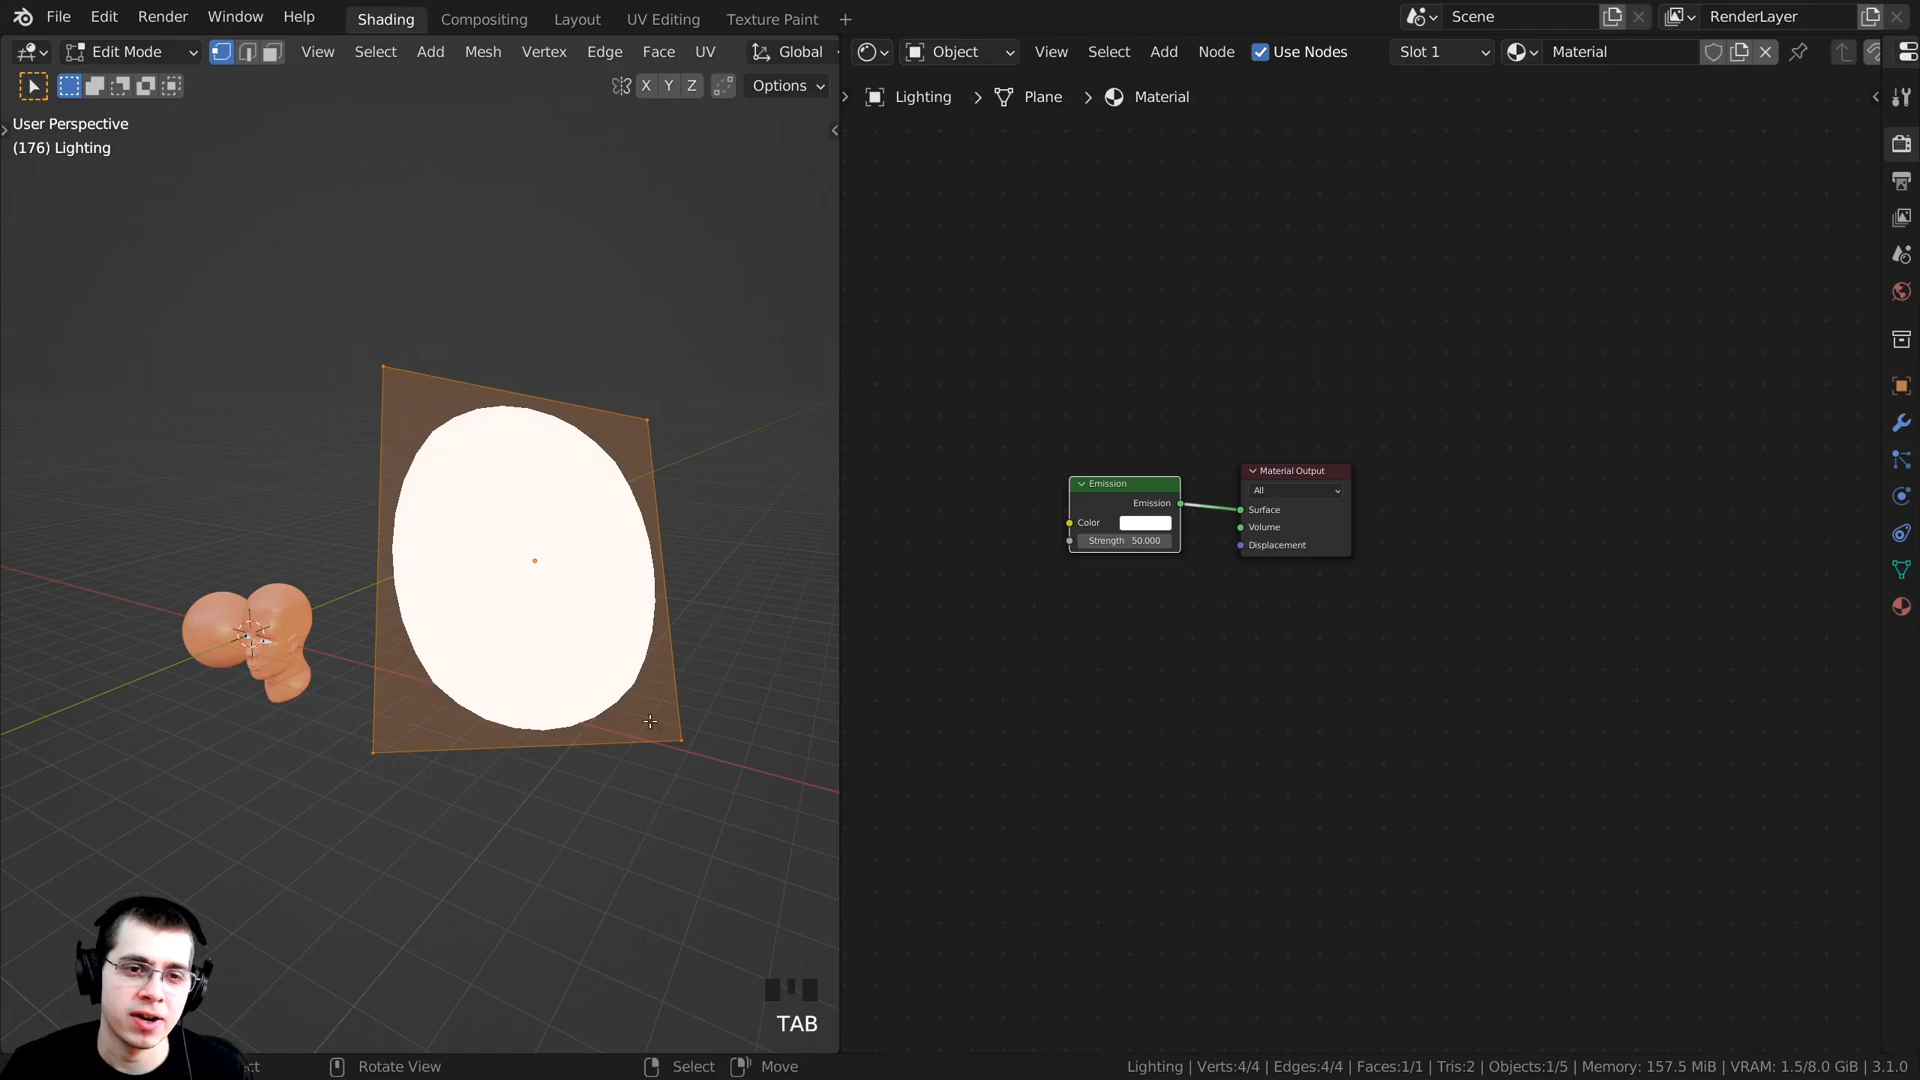 File Edit Render Window Help Shading Compositing Layout UV Editing Texture Paint + Scene RenderLayer
Edit Mode View Select Add Mesh Vertex Edge Face UV Global Object View Select Add Node Use Nodes Slot 1 Material
X Y Z Options
Lighting > Plane > Material
User Perspective
(176) Lighting
Emission
Emission
Color
Strength 50.000
Material Output
All
Surface
Volume
Displacement
TAB
ct Rotate View Select Move Lighting | Verts:4/4 | Edges:4/4 | Faces:1/1 | Tris:2 | Objects:1/5 | Memory: 157.5 MiB | VRAM: 1.5/8.0 GiB | 3.1.0